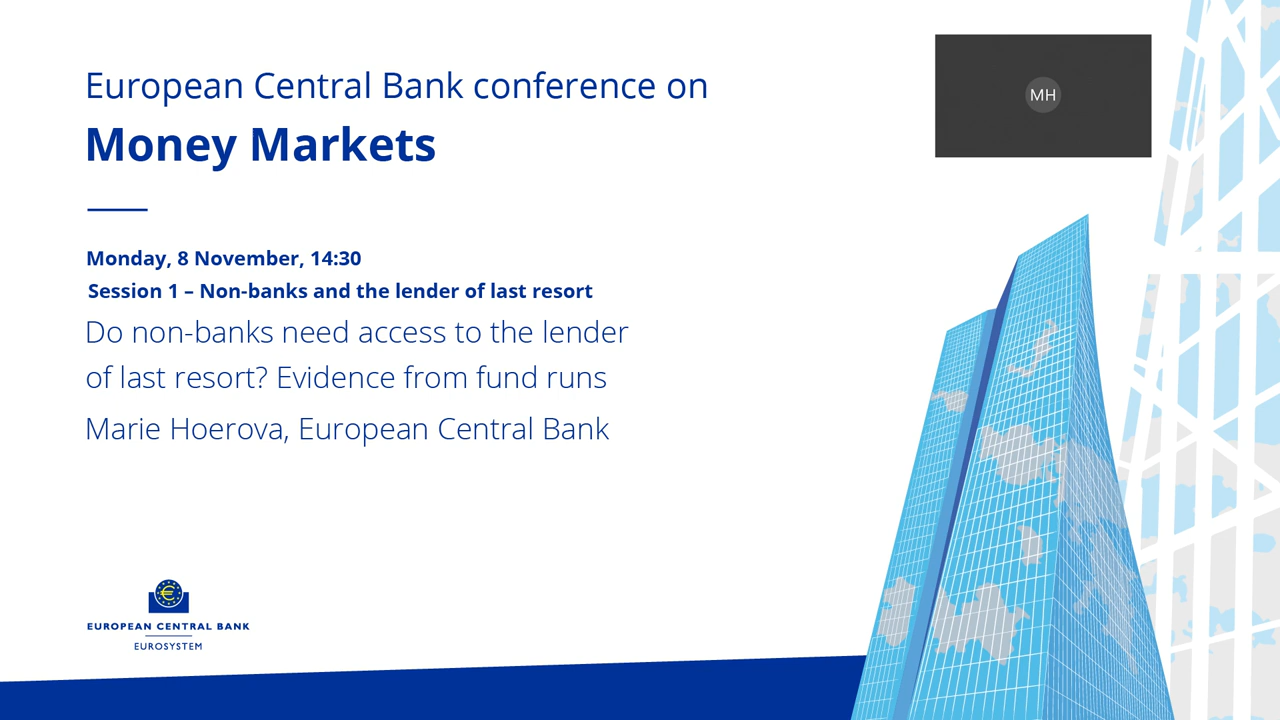 European Central Bank conference on
Money Markets
MH
Monday, 8 November, 14:30
Session 1 – Non-banks and the lender of last resort
Do non-banks need access to the lender
of last resort? Evidence from fund runs
Marie Hoerova, European Central Bank
€
EUROPEAN CENTRAL BANK
EUROSYSTEM